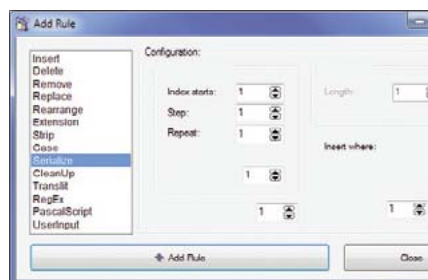 Add Rule
Insert
Delete
Remove
Replace
Rearrange
Extension
Strip
Case
Serialize
CleanUp
Translit
RegEx
PascalScript
UserInput
Configuration:
Index starts: 1
Step: 1
Repeat: 1
1
1
Length: 1
Insert where:
1
Add Rule
Close